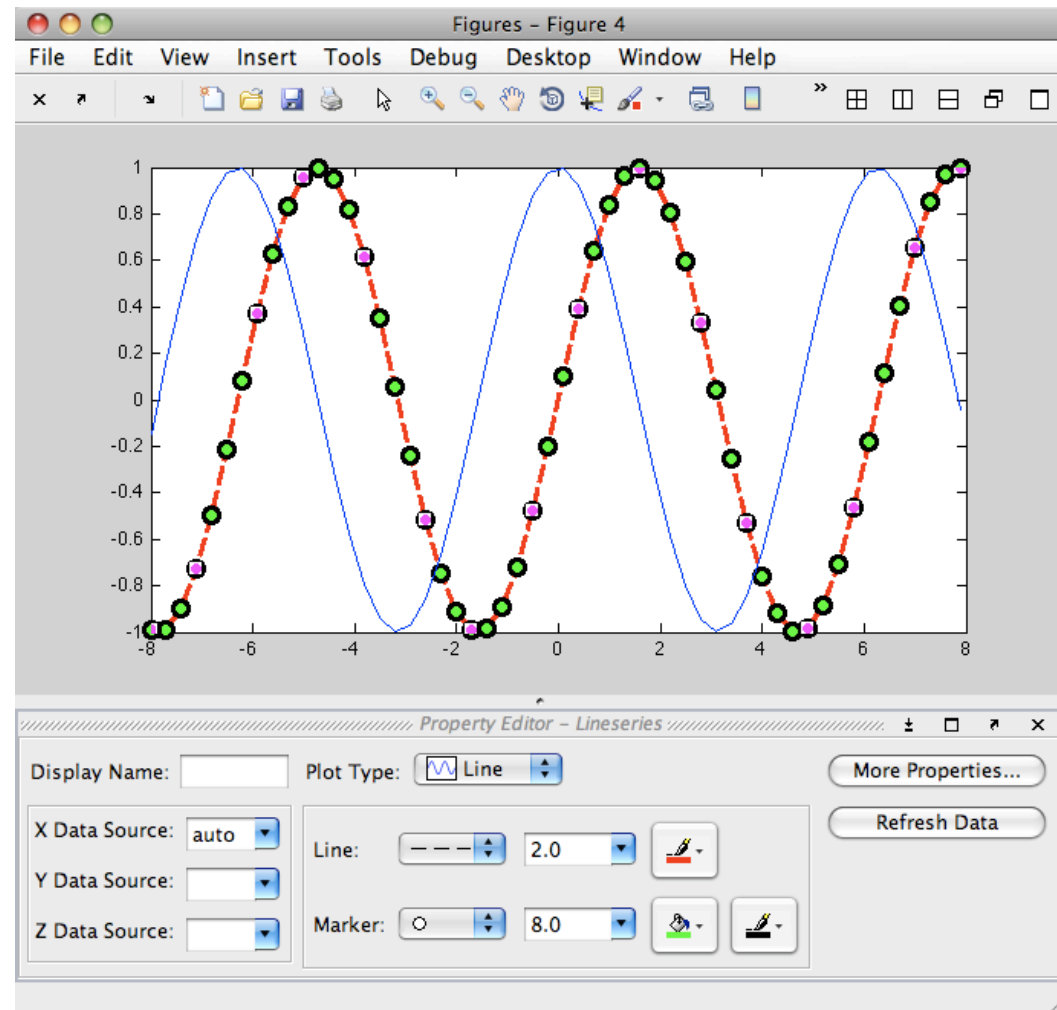 Figures – Figure 4
File Edit View Insert Tools Debug Desktop Window Help
»
1
0.8
0.6
0.4
0.2
0
-0.2
-0.4
-0.6
-0.8
-1
-8 -6 -4 -2 0 2 4 6 8
Property Editor – Lineseries
Display Name: Plot Type: Line More Properties...
X Data Source: auto Refresh Data
Line: 2.0
Y Data Source:
Marker: 8.0
Z Data Source: